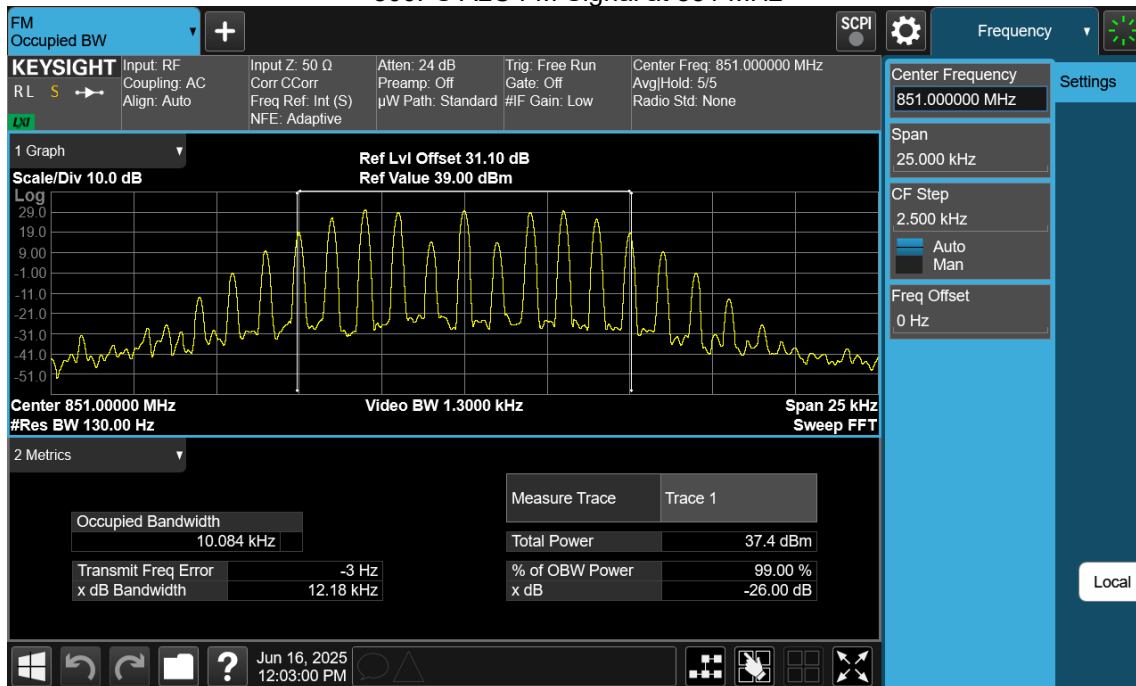 FM
Occupied BW
SCPI
Frequency
KEYSIGHT
R L S
LXI
Input: RF
Coupling: AC
Align: Auto
Input Z: 50 Ω
Corr CCorr
Freq Ref: Int (S)
NFE: Adaptive
Atten: 24 dB
Preamp: Off
µW Path: Standard
Trig: Free Run
Gate: Off
#IF Gain: Low
Center Freq: 851.000000 MHz
Avg|Hold: 5/5
Radio Std: None
Center Frequency
851.000000 MHz
Settings
Span
25.000 kHz
CF Step
2.500 kHz
Auto
Man
Freq Offset
0 Hz
Local
1 Graph
Scale/Div 10.0 dB
Ref Lvl Offset 31.10 dB
Ref Value 39.00 dBm
Log
29.0
19.0
9.00
-1.00
-11.0
-21.0
-31.0
-41.0
-51.0
Center 851.00000 MHz
#Res BW 130.00 Hz
Video BW 1.3000 kHz
Span 25 kHz
Sweep FFT
2 Metrics
Measure Trace Trace 1
Occupied Bandwidth
10.084 kHz
Total Power 37.4 dBm
Transmit Freq Error -3 Hz
% of OBW Power 99.00 %
x dB Bandwidth 12.18 kHz
x dB -26.00 dB
?
Jun 16, 2025
12:03:00 PM